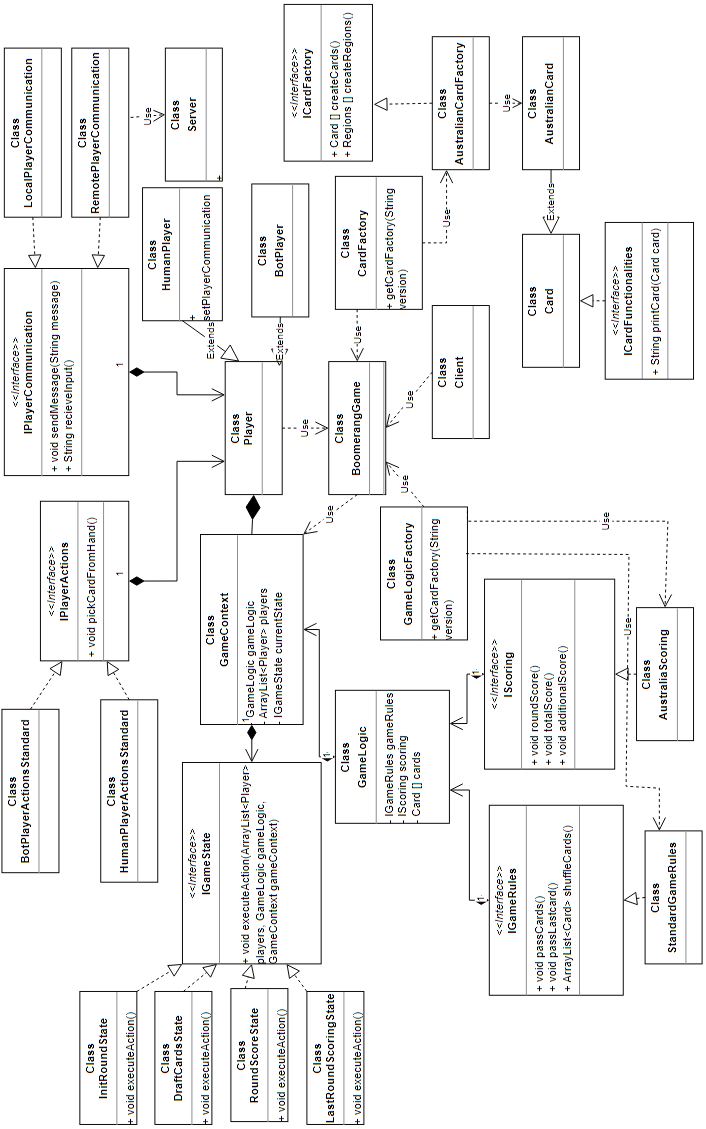 Class
InitRoundState
+ void executeAction()
Class
DraftCardsState
+ void executeAction()
Class
RoundScoreState
+ void executeAction()
Class
LastRoundScoringState
+ void executeAction()
Class
BotPlayerActionsStandard
Class
HumanPlayerActionsStandard
<<Interface>>
IPlayerActions
+ void pickCardFromHand()
1
<<Interface>>
IPlayerCommunication
+ void sendMessage(String message)
+ String recieveInput()
1
Class
LocalPlayerCommunication
Class
RemotePlayerCommunication
Use
Class
Server
+
<<Interface>>
IGameState
+ void executeAction(ArrayList<Player>
players, GameLogic gameLogic,
GameContext gameContext)
Class
GameContext
- GameLogic gameLogic
- ArrayList<Player> players
- IGameState currentState
1
Class
Player
Extends
Class
HumanPlayer
+
setPlayerCommunication
Extends
Class
BotPlayer
Use
Use
Class
BoomerangGame
Use
Class
CardFactory
+ getCardFactory(String
version)
Use
<<Interface>>
ICardFactory
+ Card [] createCards()
+ Regions [] createRegions()
Class
AustralianCardFactory
Use
Class
AustralianCard
Extends
Class
Card
<<Interface>>
ICardFunctionalities
+ String printCard(Card card)
Use
Class
Client
Use
Class
GameLogicFactory
+ getCardFactory(String
version)
Use
Use
1
Class
GameLogic
- IGameRules gameRules
- IScoring scoring
- Card [] cards
1
<<Interface>>
IGameRules
+ void passCards()
+ void passLastcard()
+ ArrayList<Card> shuffleCards()
1
<<Interface>>
IScoring
+ void roundScore()
+ void totalScore()
+ void additionalScore()
Class
StandardGameRules
Class
AustraliaScoring